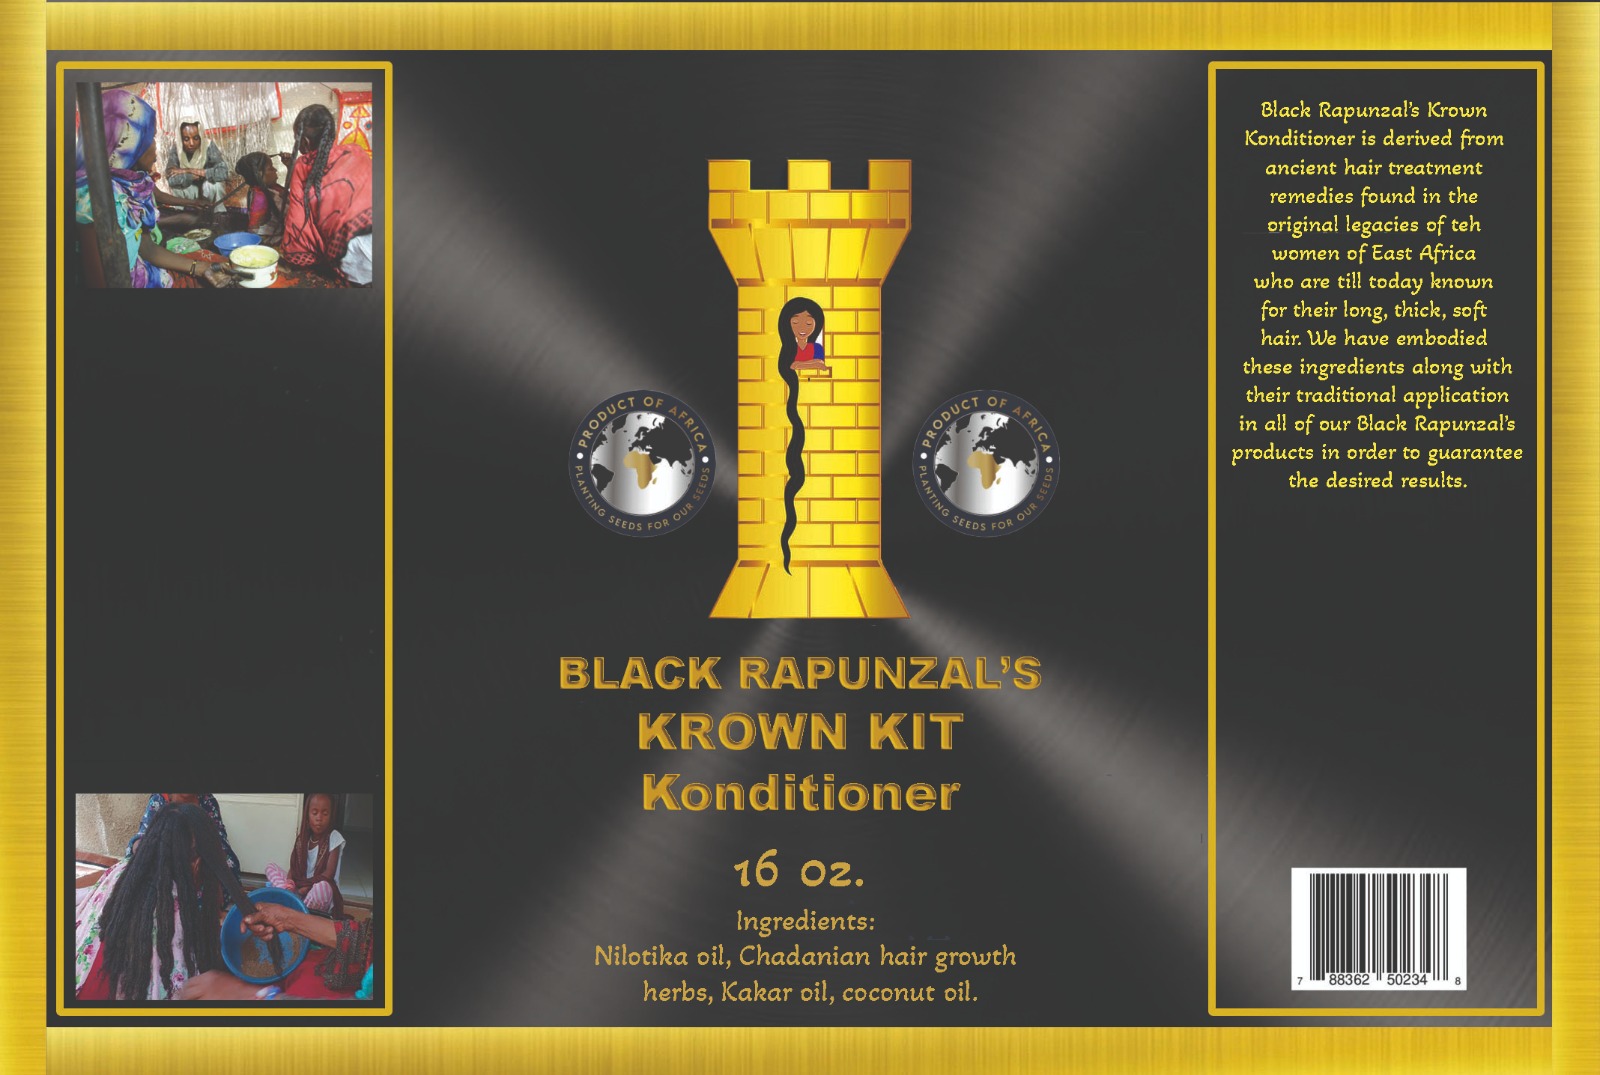 PRODUCT OF AFRICA
PLANTING SEEDS FOR OUR SEEDS
PRODUCT OF AFRICA
PLANTING SEEDS FOR OUR SEEDS
BLACK RAPUNZAL'S
KROWN KIT
Konditioner
16 oz.
Ingredients:
Nilotika oil, Chadanian hair growth
herbs, Kakar oil, coconut oil.
Black Rapunzal's Krown
Konditioner is derived from
ancient hair treatment
remedies found in the
original legacies of teh
women of East Africa
who are till today known
for their long, thick, soft
hair. We have embodied
these ingredients along with
their traditional application
in all of our Black Rapunzal's
products in order to guarantee
the desired results.
7 88362 50234 8